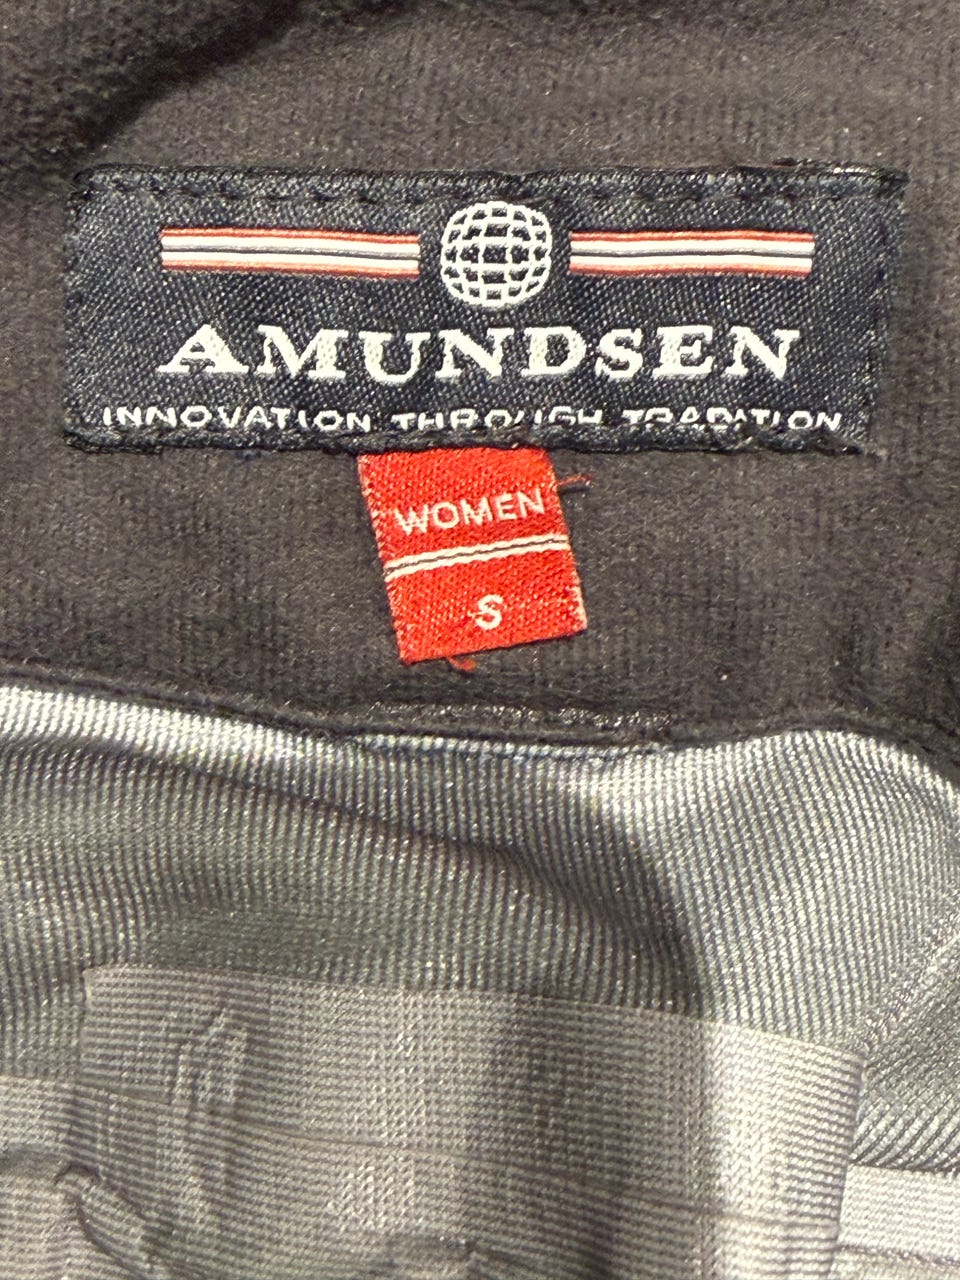 AMUNDSEN
INNOVATION THROUGH TRADITION
WOMEN
S